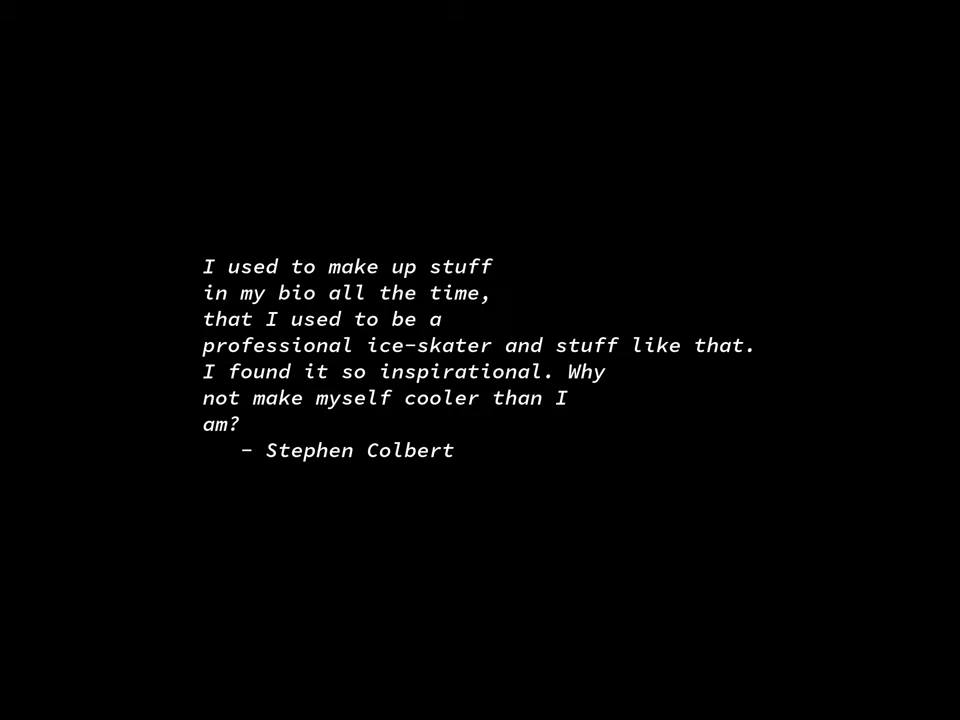 I used to make up stuff
in my bio all the time,
that I used to be a
professional ice-skater and stuff like that.
I found it so inspirational. Why
not make myself cooler than I
am?
- Stephen Colbert